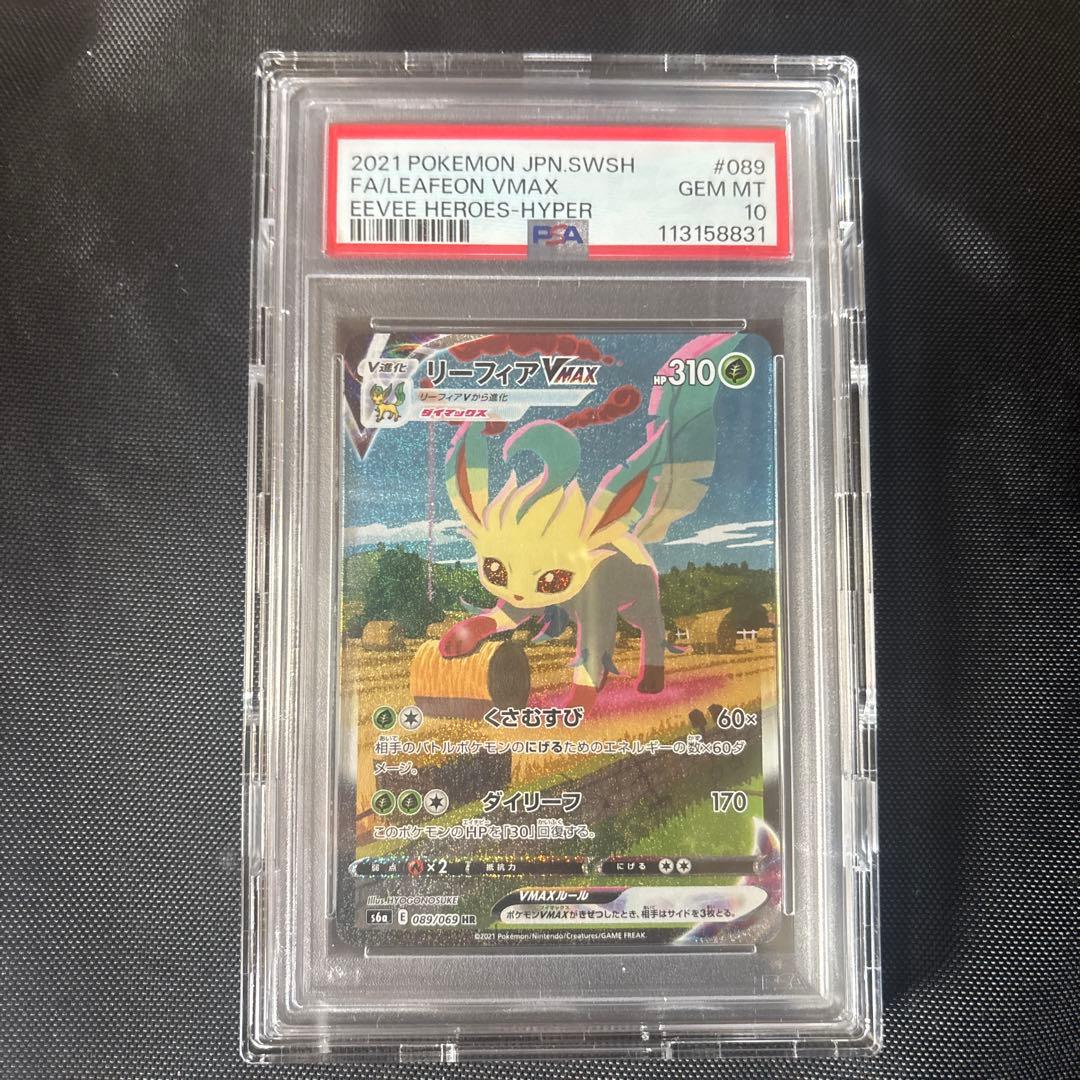 2021 POKEMON JPN.SWSH #089
FA/LEAFEON VMAX GEM MT
EEVEE HEROES-HYPER 10
PSA 113158831
V進化 リーフィアVMAX HP310
リーフィアVから進化
ダイマックス
くさむすび 60×
相手のバトルポケモンのにげるためのエネルギーの数×60ダ
メージ。
ダイリーフ 170
このポケモンのHPを「30」回復する。
弱点 ×2 抵抗力 にげる
Illus.HYOGONOSUKE VMAXルール
s6a E 089/069 HR ポケモンVMAXがきぜつしたとき、相手はサイドを3枚とる。
©2021 Pokémon/Nintendo/Creatures/GAME FREAK